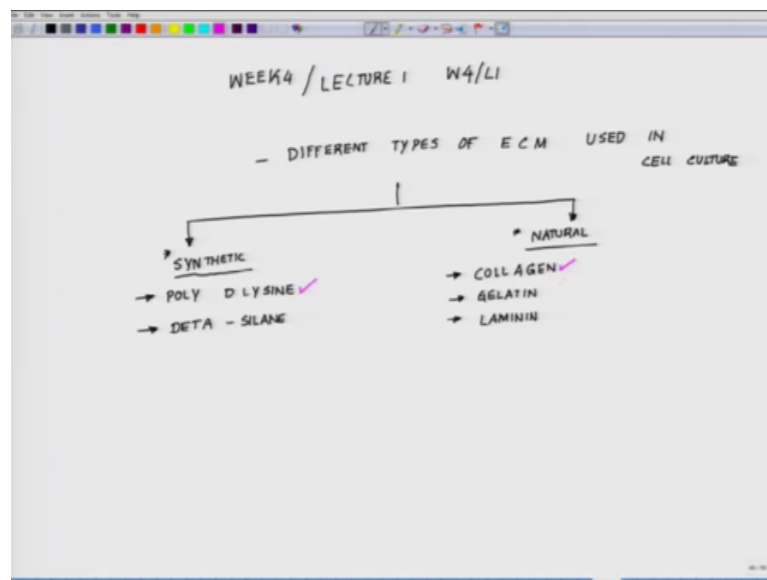 WEEK4 / LECTURE 1 W4/L1
- DIFFERENT TYPES OF ECM USED IN
CELL CULTURE
* SYNTHETIC
→ POLY D LYSINE ✓
→ DETA - SILANE
* NATURAL
→ COLLAGEN ✓
→ GELATIN
→ LAMININ